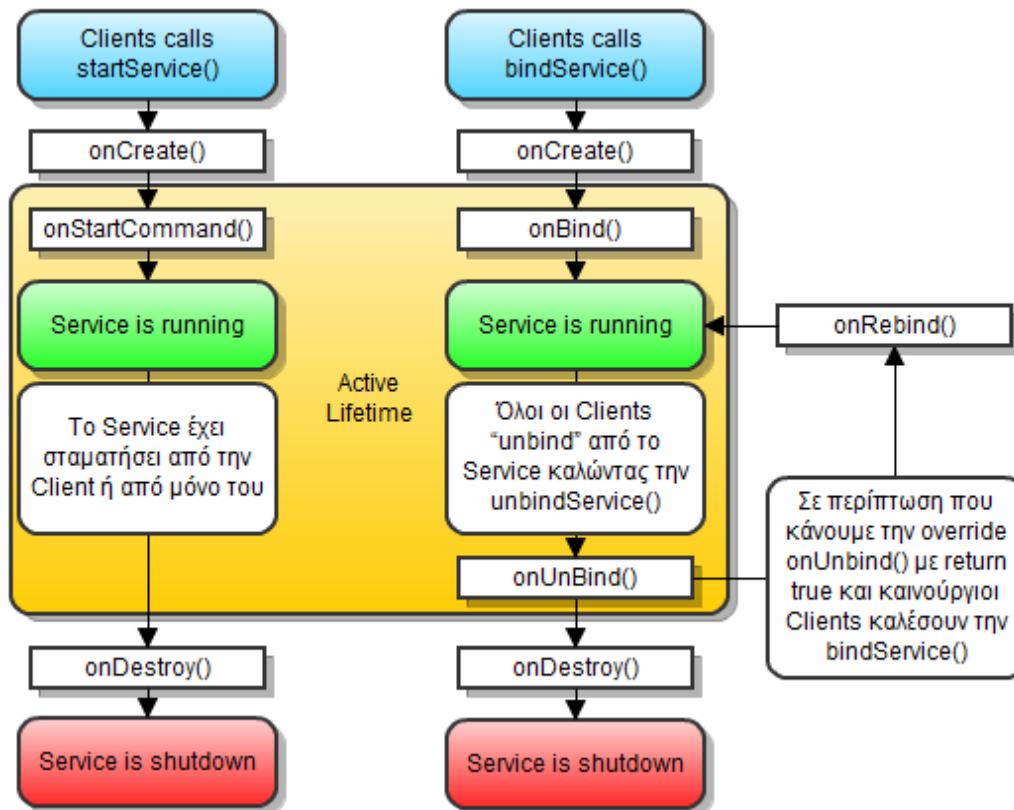 Clients calls
startService()
onCreate()
onStartCommand()
Service is running
Το Service έχει
σταματήσει από την
Client ή από μόνο του
onDestroy()
Service is shutdown
Active
Lifetime
Clients calls
bindService()
onCreate()
onBind()
Service is running
Όλοι οι Clients
“unbind” από το
Service καλώντας την
unbindService()
onUnBind()
onDestroy()
Service is shutdown
onRebind()
Σε περίπτωση που
κάνουμε την override
onUnbind() με return
true και καινούργιοι
Clients καλέσουν την
bindService()